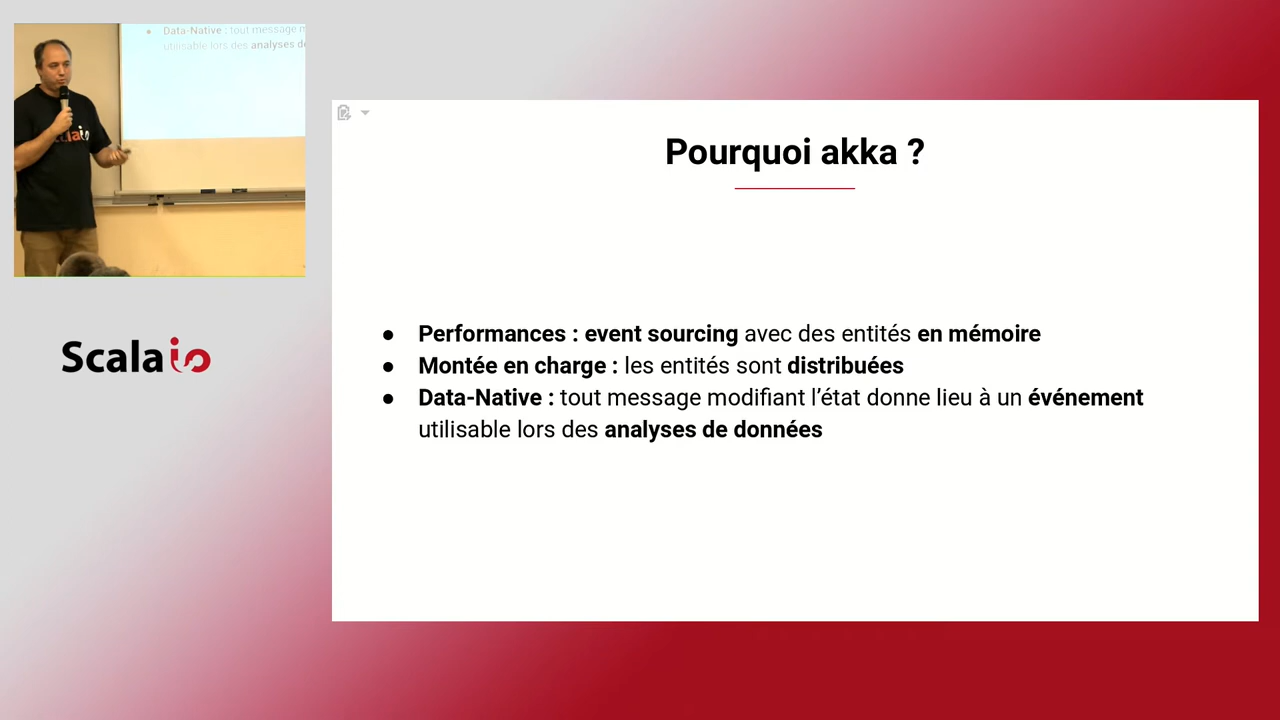 Data-Native : tout message m
utilisable lors des analyses de
Scalaio
Pourquoi akka ?
● Performances : event sourcing avec des entités en mémoire
● Montée en charge : les entités sont distribuées
● Data-Native : tout message modifiant l’état donne lieu à un événement
utilisable lors des analyses de données